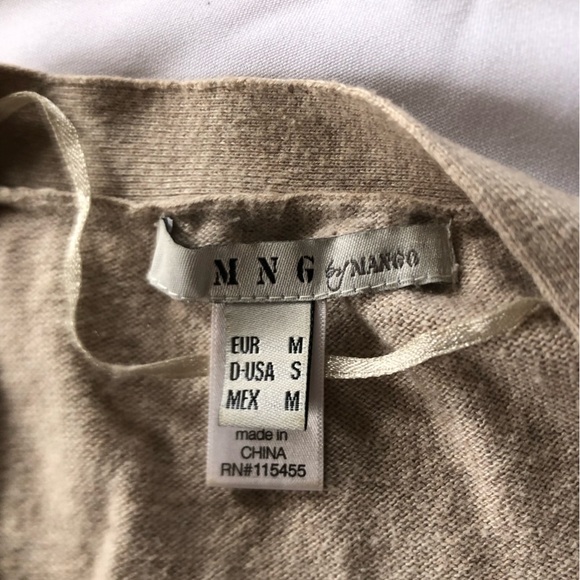 MNG by MANGO
EUR M
D-USA S
MEX M
made in
CHINA
RN#115455